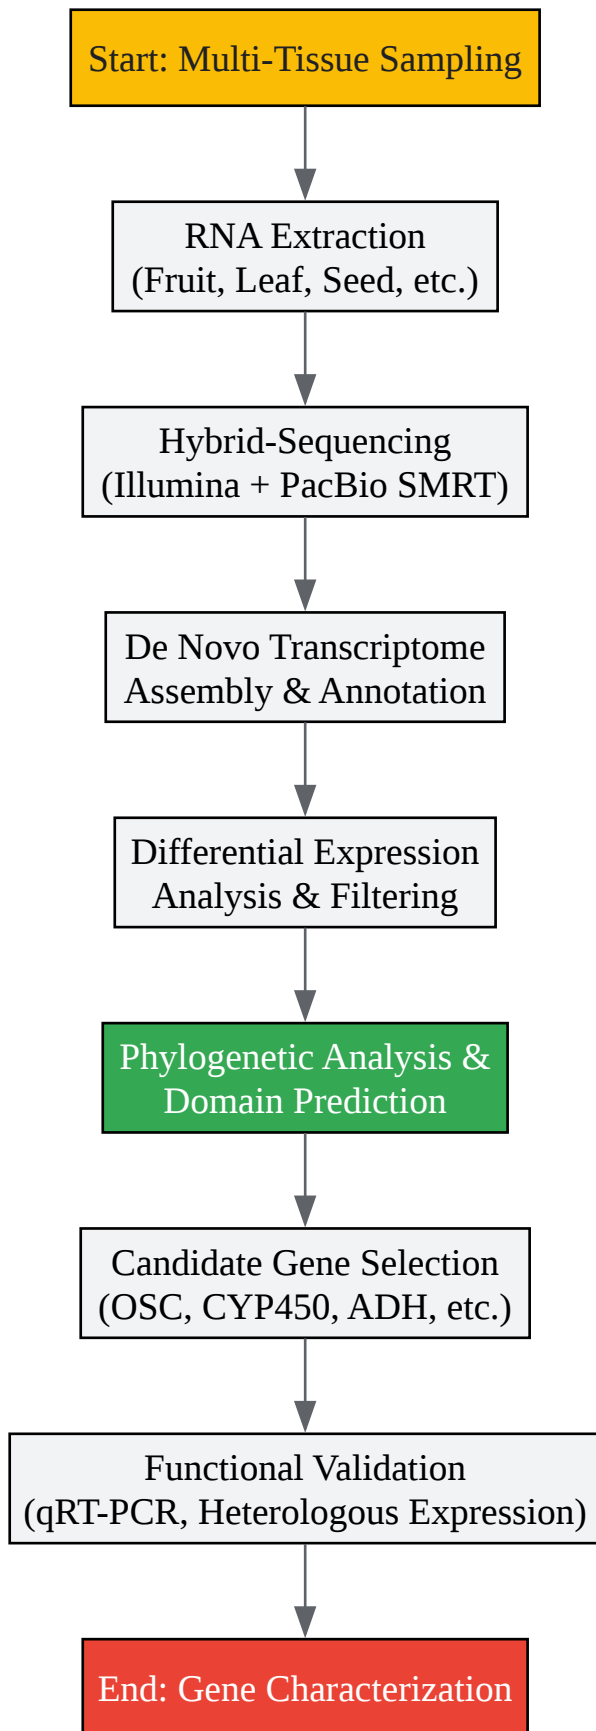 Start: Multi-Tissue Sampling
RNA Extraction
(Fruit, Leaf, Seed, etc.)
Hybrid-Sequencing
(Illumina + PacBio SMRT)
De Novo Transcriptome
Assembly & Annotation
Differential Expression
Analysis & Filtering
Phylogenetic Analysis &
Domain Prediction
Candidate Gene Selection
(OSC, CYP450, ADH, etc.)
Functional Validation
(qRT-PCR, Heterologous Expression)
End: Gene Characterization